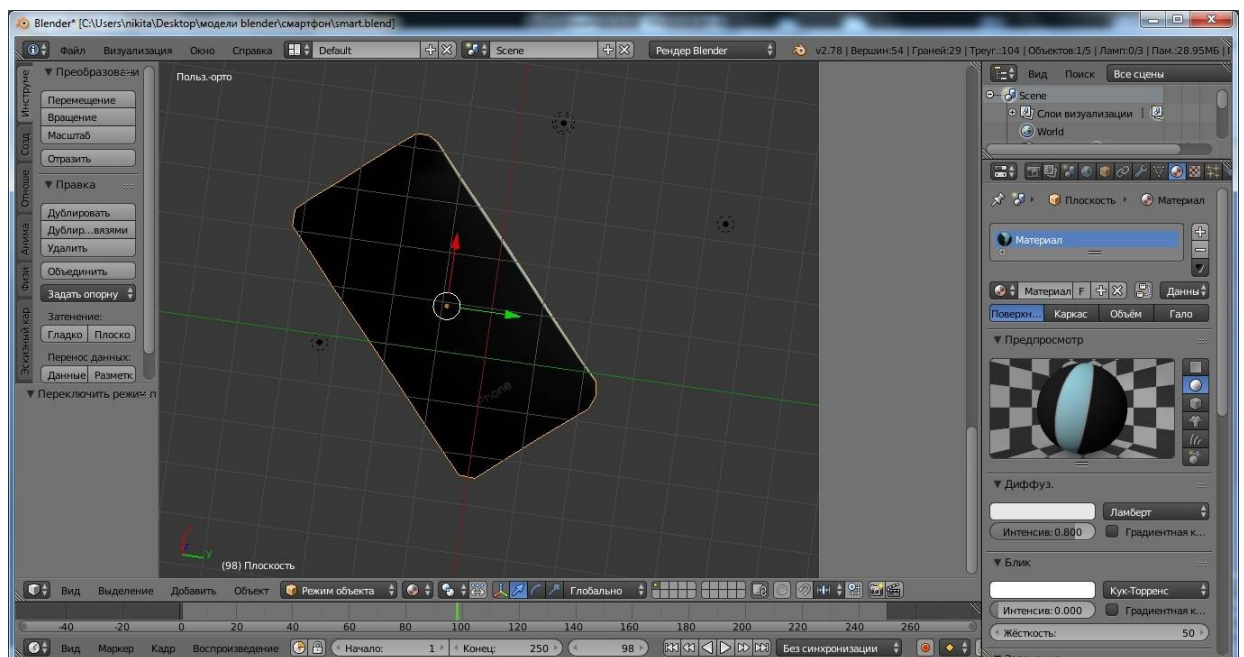 Blender* [C:\Users\nikita\Desktop\модели blender\смартфон\smart.blend]
Файл Визуализация Окно Справка Default Scene Рендер Blender v2.78 | Вершин:54 | Граней:29 | Треуг.:104 | Объектов:1/5 | Ламп:0/3 | Пам.:28.95МБ |
Инструме
Созд
Отноше
Анима
Физи
Эскизный кар
▼ Преобразовани
Перемещение
Вращение
Масштаб
Отразить
▼ Правка
Дублировать
Дублир...вязями
Удалить
Объединить
Задать опорну
Затенение:
Гладко Плоско
Перенос данных:
Данные Разметк
▼ Переключить режим п
Польз.-орто
Phone
y
(98) Плоскость
Вид Выделение Добавить Объект Режим объекта Глобально
-40 -20 0 20 40 60 80 100 120 140 160 180 200 220 240 260
Вид Маркер Кадр Воспроизведение Начало: 1 Конец: 250 98 Без синхронизации
Вид Поиск Все сцены
Scene
Слои визуализации |
World
Плоскость Материал
Материал
Материал F Данны
Поверхн... Каркас Объём Гало
▼ Предпросмотр
▼ Диффуз.
Ламберт
Интенсив: 0.800 Градиентная к...
▼ Блик
Кук-Торренс
Интенсив: 0.000 Градиентная к...
Жёсткость: 50